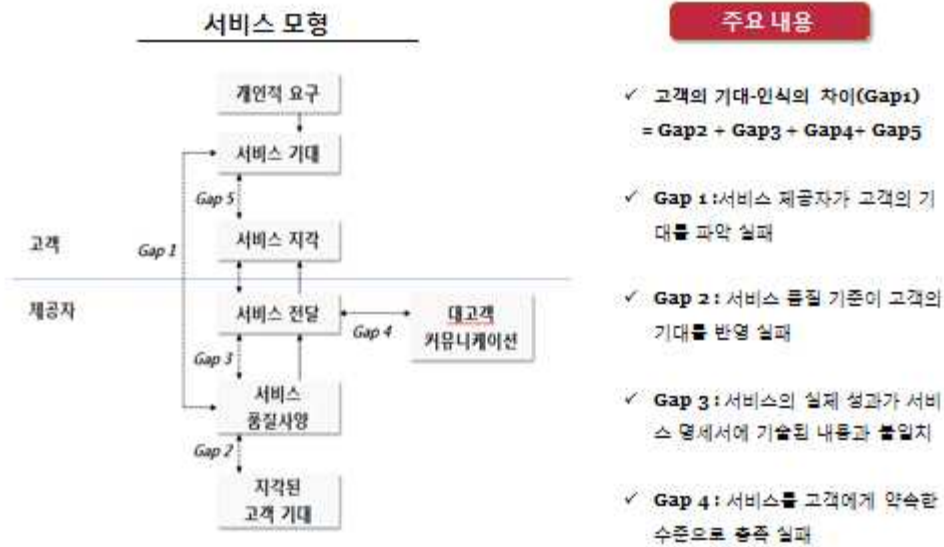 서비스 모형
개인적 요구
서비스 기대
Gap 5
서비스 지각
고객
Gap 1
제공자
서비스 전달
Gap 4
대고객
커뮤니케이션
Gap 3
서비스
품질사양
Gap 2
지각된
고객 기대
주요 내용
✓ 고객의 기대-인식의 차이(Gap1)
= Gap2 + Gap3 + Gap4+ Gap5
✓ Gap 1 :서비스 제공자가 고객의 기
대를 파악 실패
✓ Gap 2 : 서비스 품질 기준이 고객의
기대를 반영 실패
✓ Gap 3 : 서비스의 실제 성과가 서비
스 명세서에 기술된 내용과 불일치
✓ Gap 4 : 서비스를 고객에게 약속한
수준으로 충족 실패